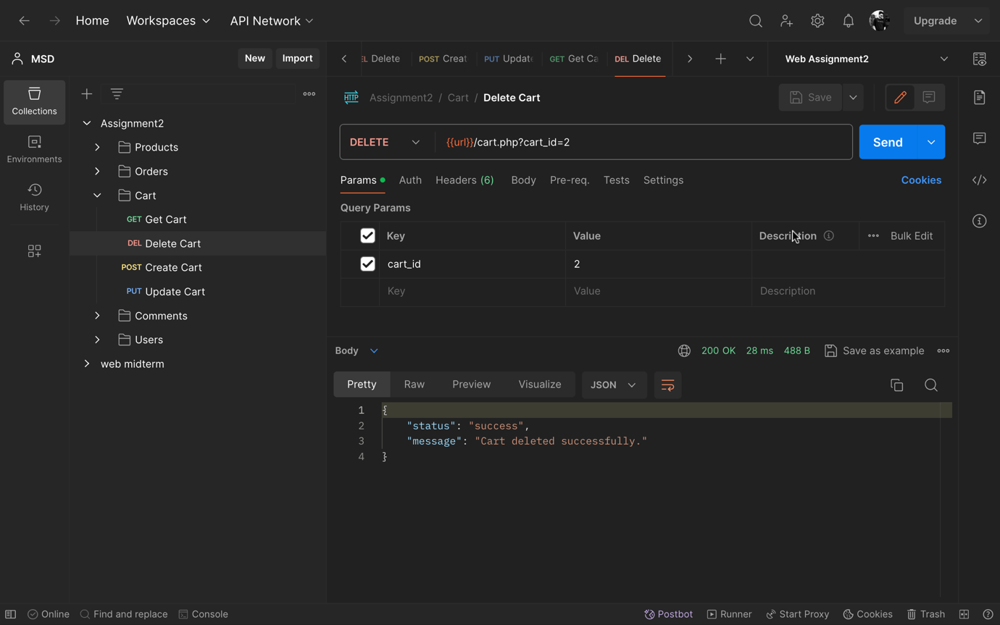 Home Workspaces API Network Upgrade
MSD New Import
EL Delete POST Creat PUT Update GET Get Ca DEL Delete Web Assignment2
Collections
Environments
History
Assignment2
Products
Orders
Cart
GET Get Cart
DEL Delete Cart
POST Create Cart
PUT Update Cart
Comments
Users
web midterm
HTTP Assignment2 / Cart / Delete Cart Save
DELETE {{url}}/cart.php?cart_id=2 Send
Params Auth Headers (6) Body Pre-req. Tests Settings Cookies
Query Params
Key Value Description Bulk Edit
cart_id 2
Key Value Description
Body 200 OK 28 ms 488 B Save as example
Pretty Raw Preview Visualize JSON
1 {
2 "status": "success",
3 "message": "Cart deleted successfully."
4 }
Online Find and replace Console Postbot Runner Start Proxy Cookies Trash